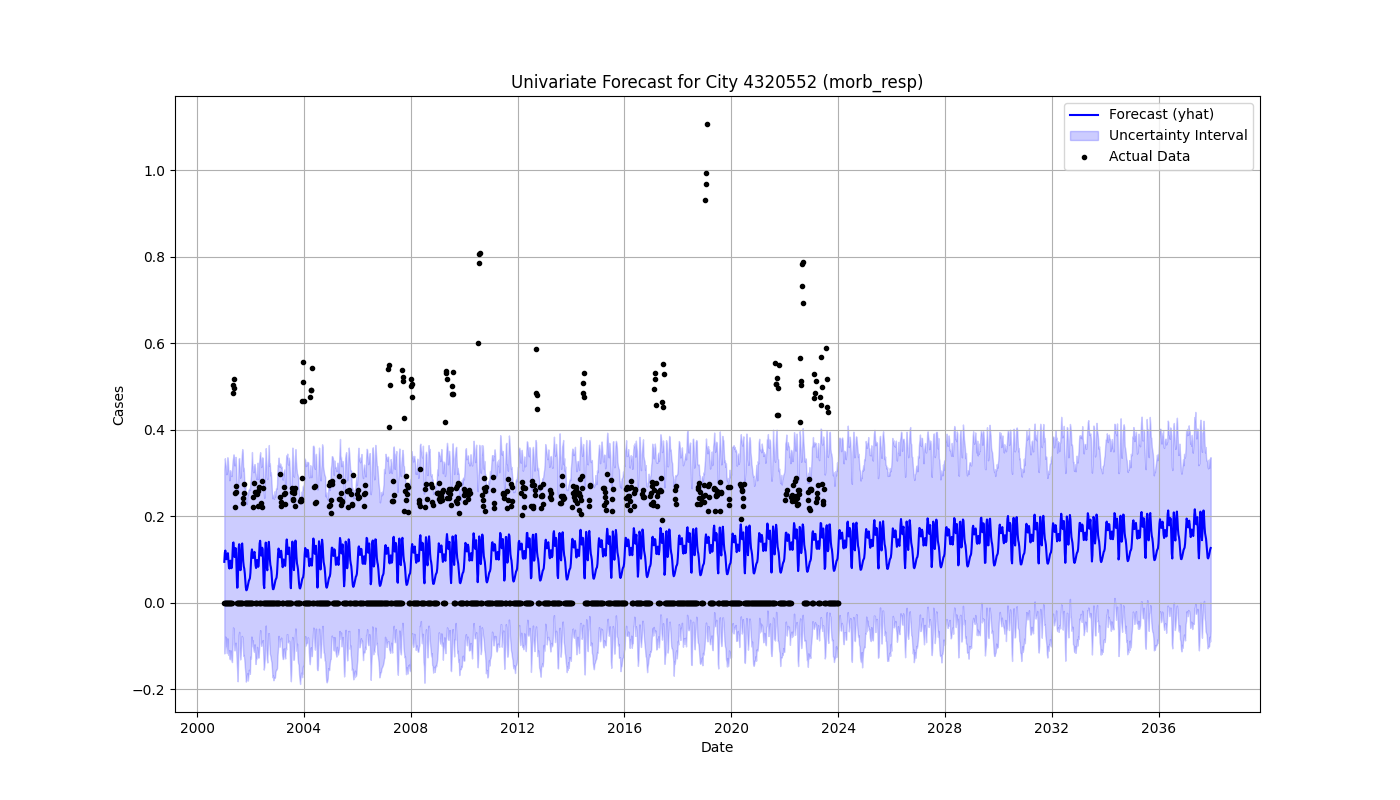 Univariate Forecast for City 4320552 (morb_resp)
Forecast (yhat)
Uncertainty Interval
Actual Data
Cases
1.0
0.8
0.6
0.4
0.2
0.0
−0.2
2000 2004 2008 2012 2016 2020 2024 2028 2032 2036
Date